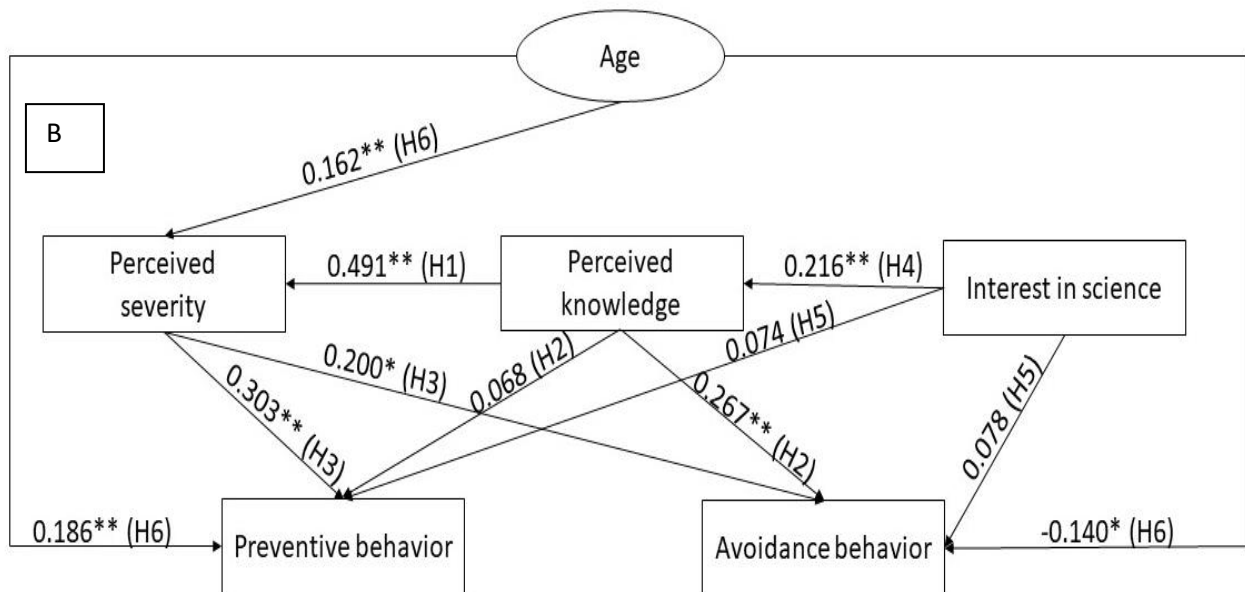 Age
B
0.162** (H6)
Perceived
severity
0.491** (H1)
Perceived
knowledge
0.216** (H4)
Interest in science
0.303** (H3)
0.200* (H3)
0.068 (H2)
0.267** (H2)
0.074 (H5)
0.078 (H5)
0.186** (H6)
Preventive behavior
Avoidance behavior
-0.140* (H6)